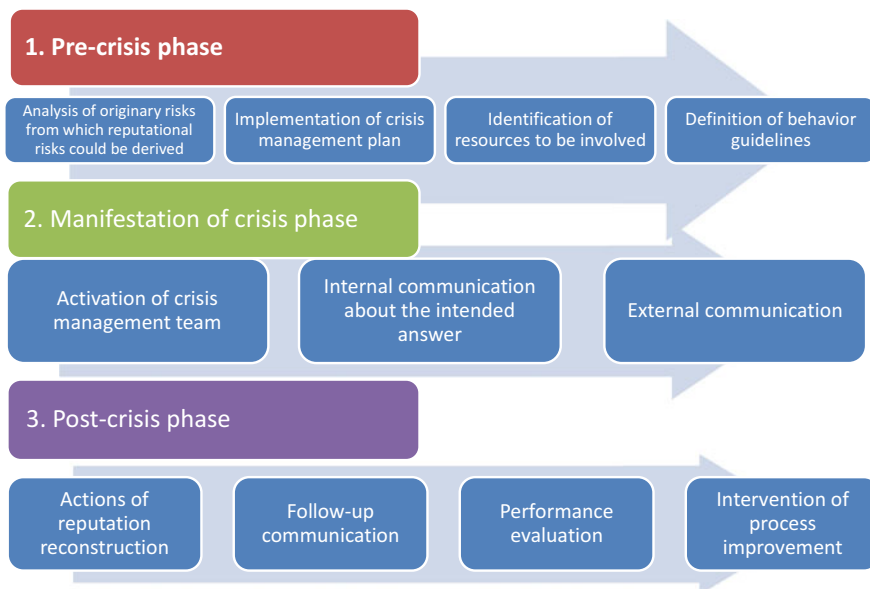 1. Pre-crisis phase
Analysis of originary risks
from which reputational
risks could be derived
Implementation of crisis
management plan
Identification of
resources to be involved
Definition of behavior
guidelines
2. Manifestation of crisis phase
Activation of crisis
management team
Internal communication
about the intended
answer
External communication
3. Post-crisis phase
Actions of
reputation
reconstruction
Follow-up
communication
Performance
evaluation
Intervention of
process
improvement